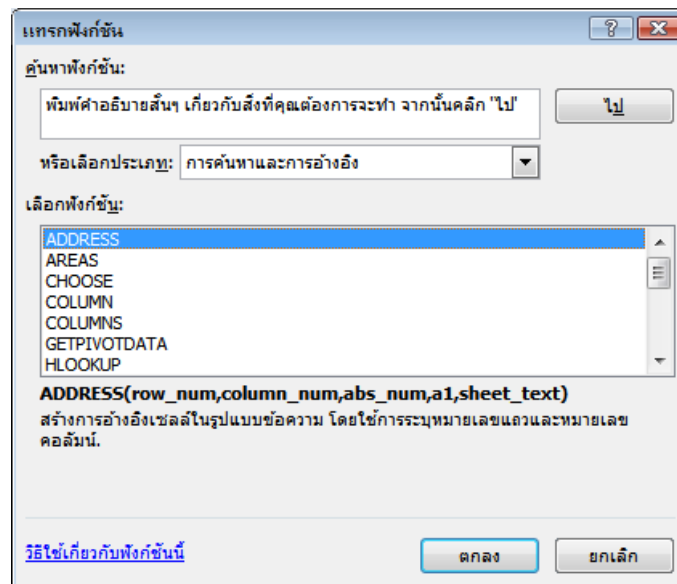 แทรกฟังก์ชัน
ค้นหาฟังก์ชัน:
พิมพ์คำอธิบายสั้นๆ เกี่ยวกับสิ่งที่คุณต้องการจะทำ จากนั้นคลิก 'ไป'
ไป
หรือเลือกประเภท: การค้นหาและการอ้างอิง
เลือกฟังก์ชัน:
ADDRESS
AREAS
CHOOSE
COLUMN
COLUMNS
GETPIVOTDATA
HLOOKUP
ADDRESS(row_num,column_num,abs_num,a1,sheet_text)
สร้างการอ้างอิงเซลล์ในรูปแบบข้อความ โดยใช้การระบุหมายเลขแถวและหมายเลข
คอลัมน์.
วิธีใช้เกี่ยวกับฟังก์ชันนี้
ตกลง
ยกเลิก